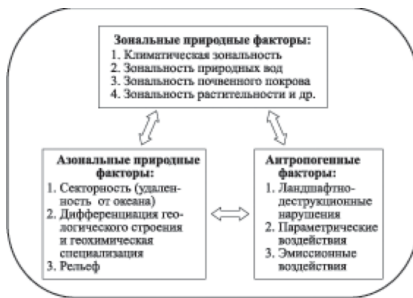 Зональные природные факторы:
1. Климатическая зональность
2. Зональность природных вод
3. Зональность почвенного покрова
4. Зональность растительности и др.
Азональные природные
факторы:
1. Секторность (удален-
ность от океана)
2. Дифференциация гео-
логического строения
и геохимическая
специализация
3. Рельеф
Антропогенные
факторы:
1. Ландшафтно-
деструкционные
нарушения
2. Параметрические
воздействия
3. Эмиссионные
воздействия